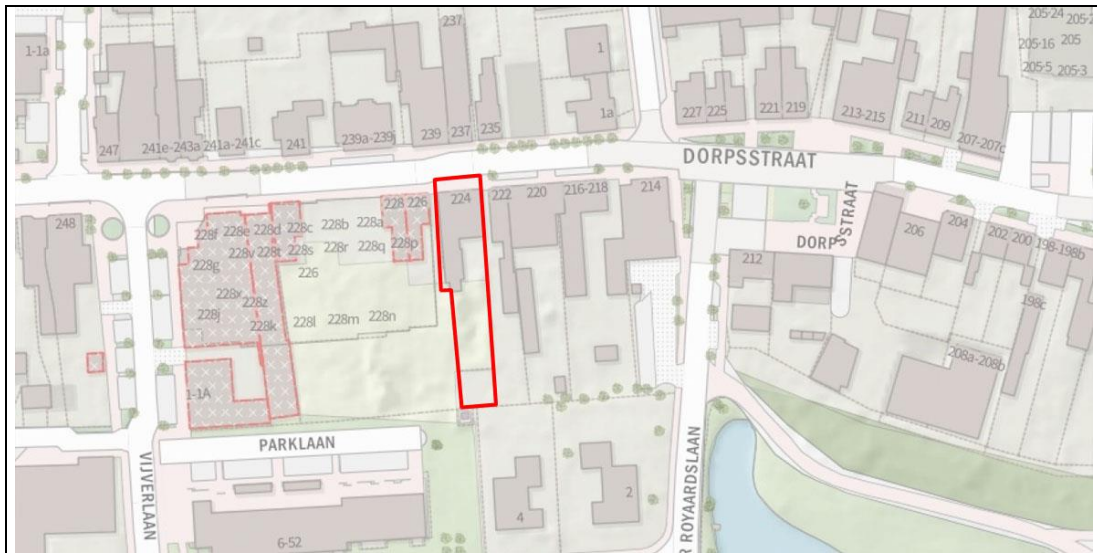 205-24 205-2
237
1-1a 1 205-16 205
205-5 205-3
1a
227 225 221 219 213-215
211 209
247 241e-243a 241a-241c 241 239a-239j 239 237 235 207-207c
DORPSSTRAAT
224 222 220 216-218 214
228 226
248 228f 228e 228d 228c 228b 228a
228v 228t 228s 228r 228q 228p
DORPSSTRAAT
206 204 202 200 198-198b
228g 226 212
228x 228z 198c
228j 228k 228l 228m 228n
208a-208b
1-1A
PARKLAAN
VIJVERLAAN
R ROYAARDSLAAN
4 2
6-52